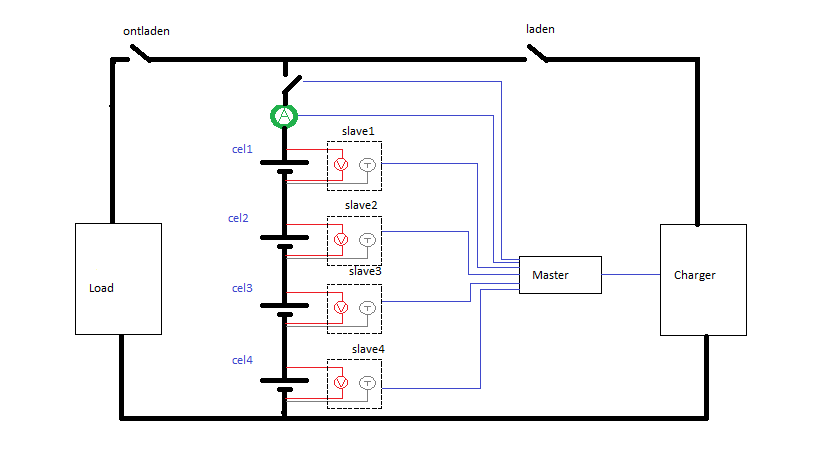 ontladen
laden
A
slave1
cel1
V
T
slave2
cel2
V
T
slave3
Master
Charger
cel3
Load
V
T
slave4
cel4
V
T